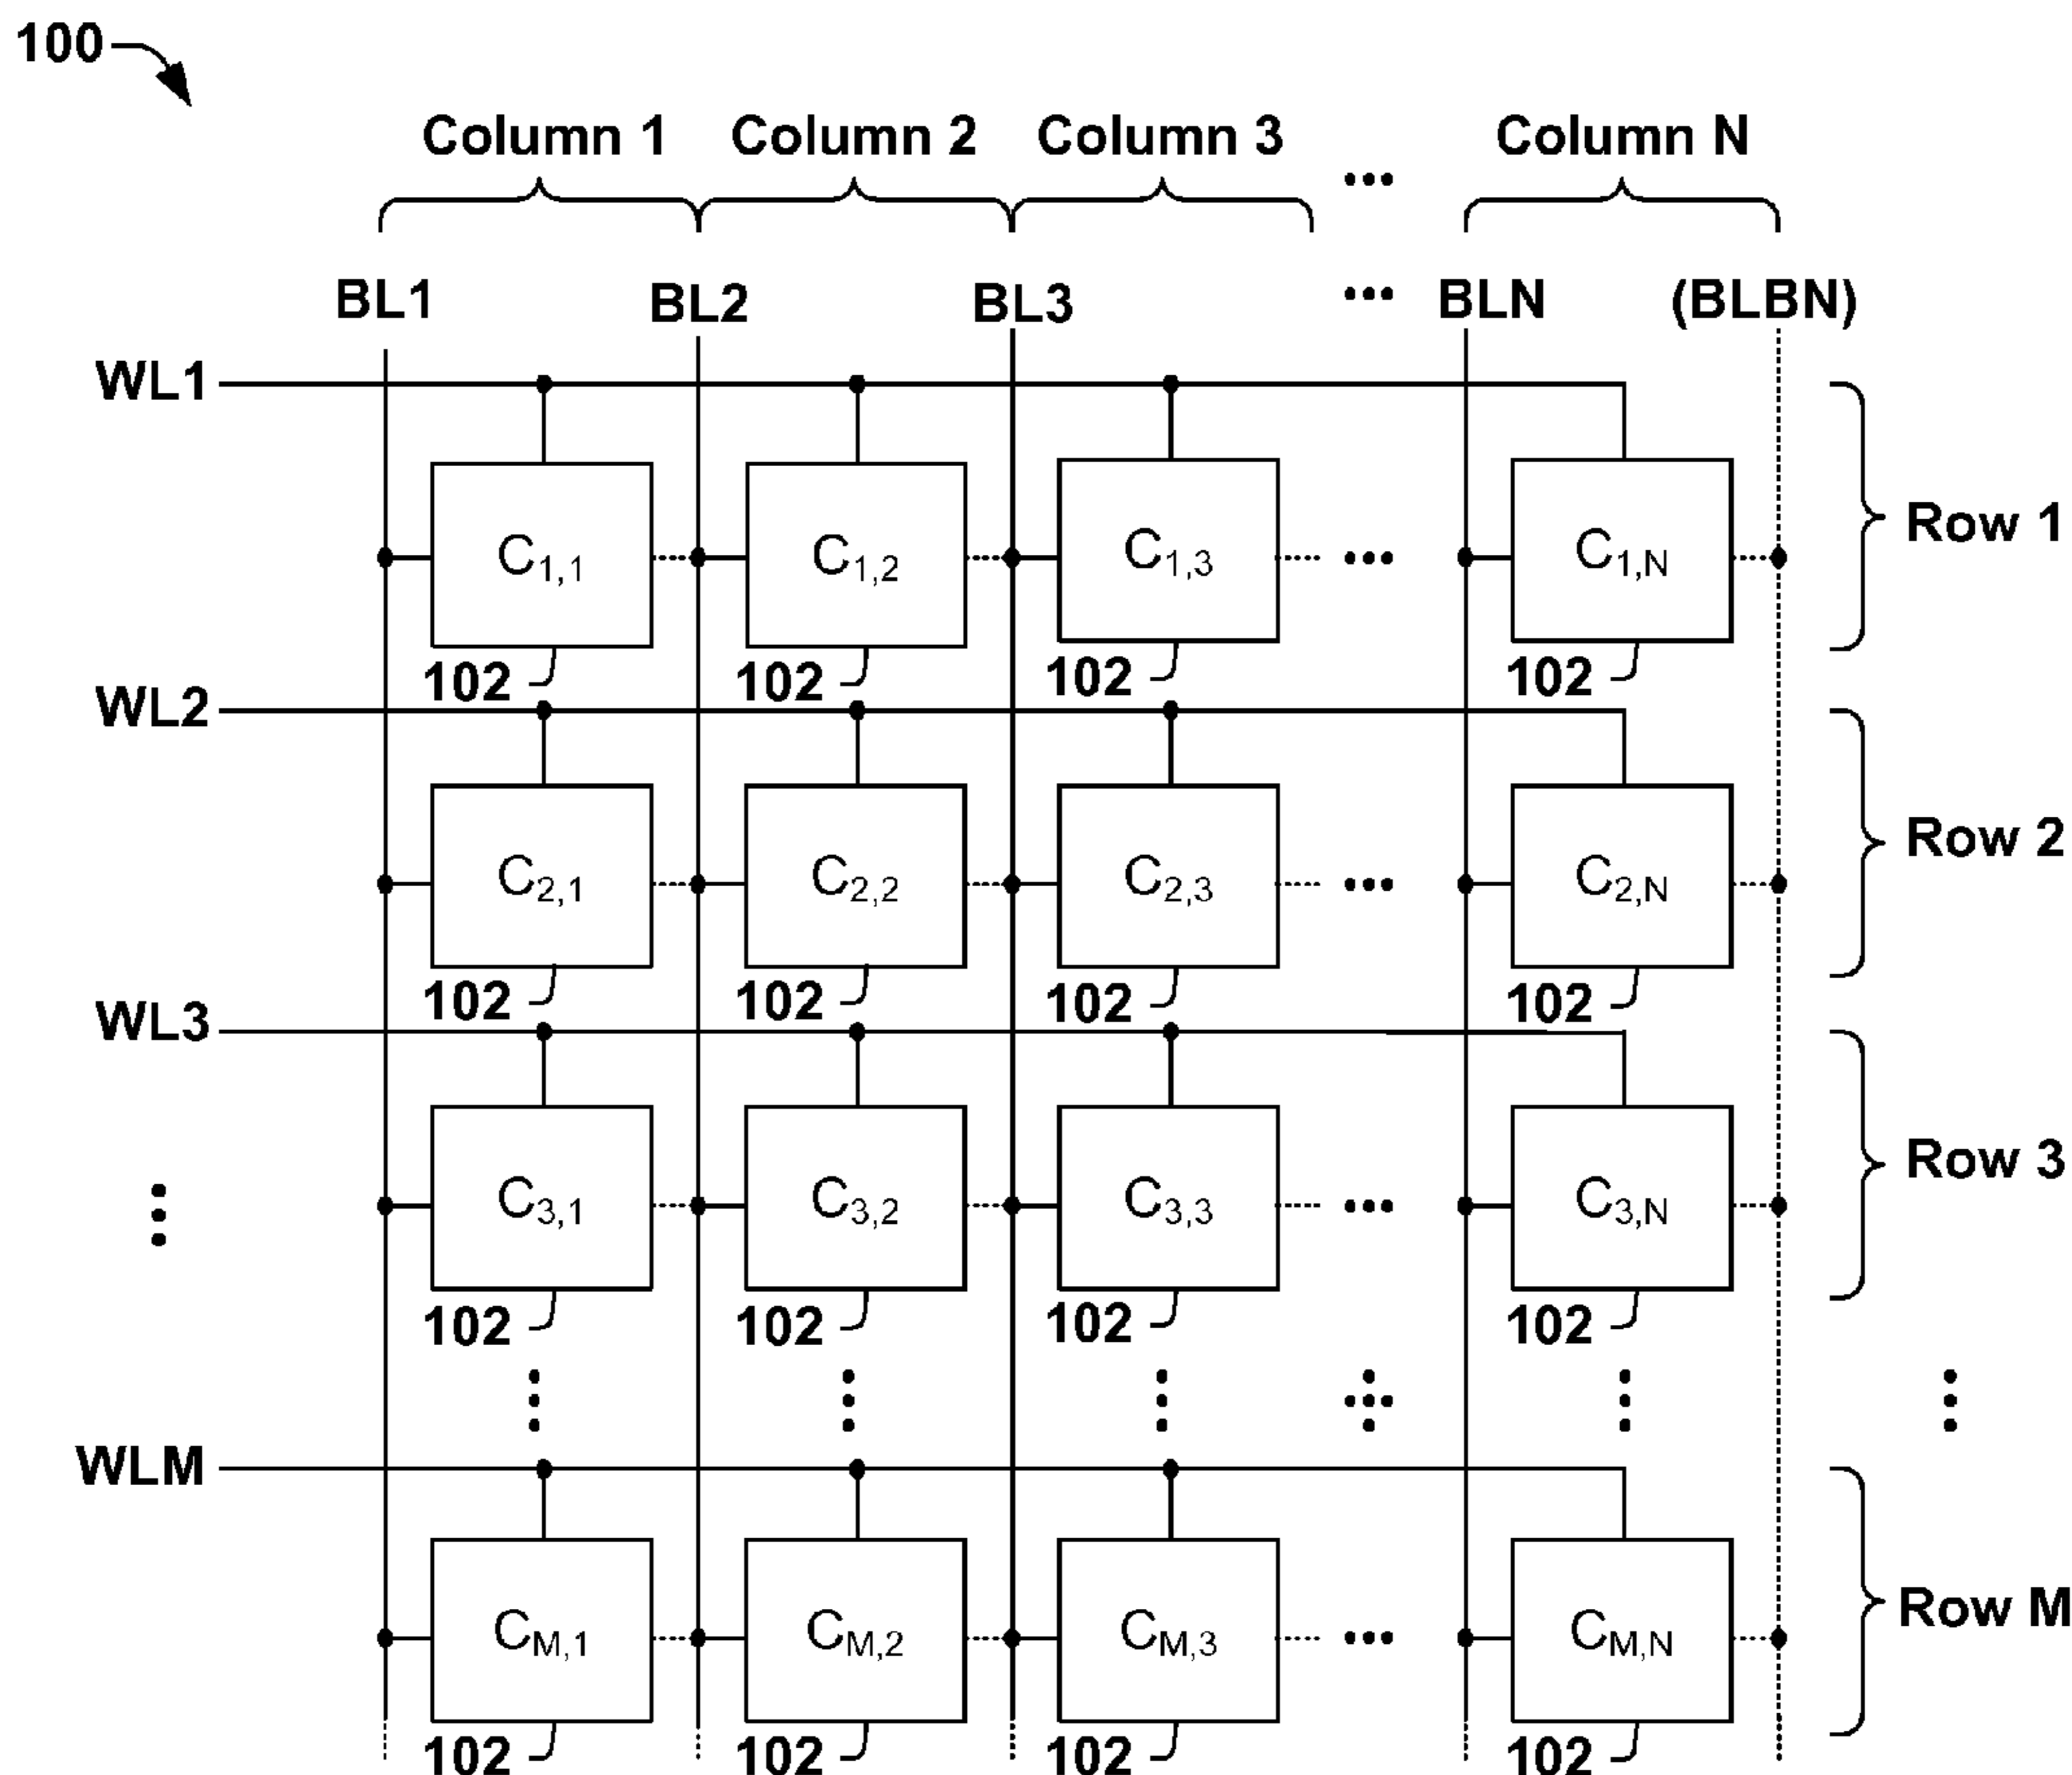 100
Column 1 Column 2 Column 3 ... Column N
BL1 BL2 BL3 ... BLN (BLBN)
WL1
C1,1 C1,2 C1,3 ... C1,N Row 1
102 102 102 102
WL2
C2,1 C2,2 C2,3 ... C2,N Row 2
102 102 102 102
WL3
C3,1 C3,2 C3,3 ... C3,N Row 3
102 102 102 102
WLM
CM,1 CM,2 CM,3 ... CM,N Row M
102 102 102 102